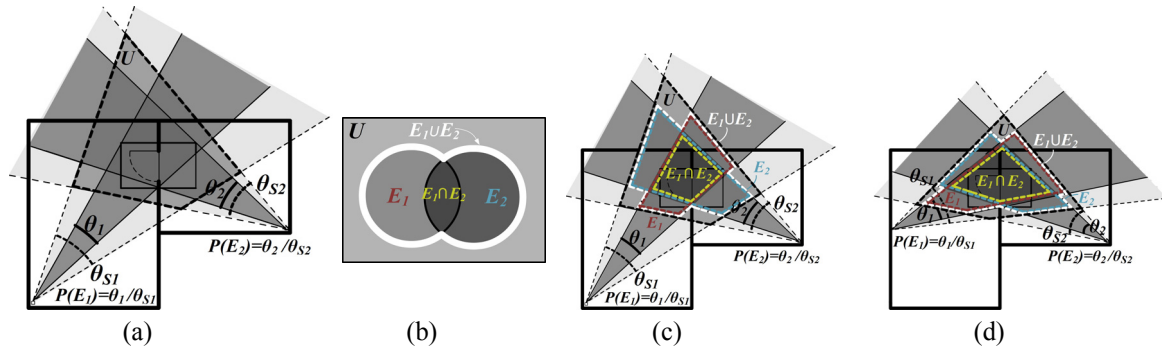 U
θ1
θS1
θ2
θS2
P(E2)=θ2/θS2
P(E1)=θ1/θS1
(a)
U
E1∪E2
E1
E1∩E2
E2
(b)
U
E1∪E2
E1∩E2
E2
E1
θ2
θS2
θ1
θS1
P(E2)=θ2/θS2
P(E1)=θ1/θS1
(c)
U
E1∪E2
E1∩E2
θS1
θ1
E1
E2
θS2
θ2
P(E1)=θ1/θS1
P(E2)=θ2/θS2
(d)